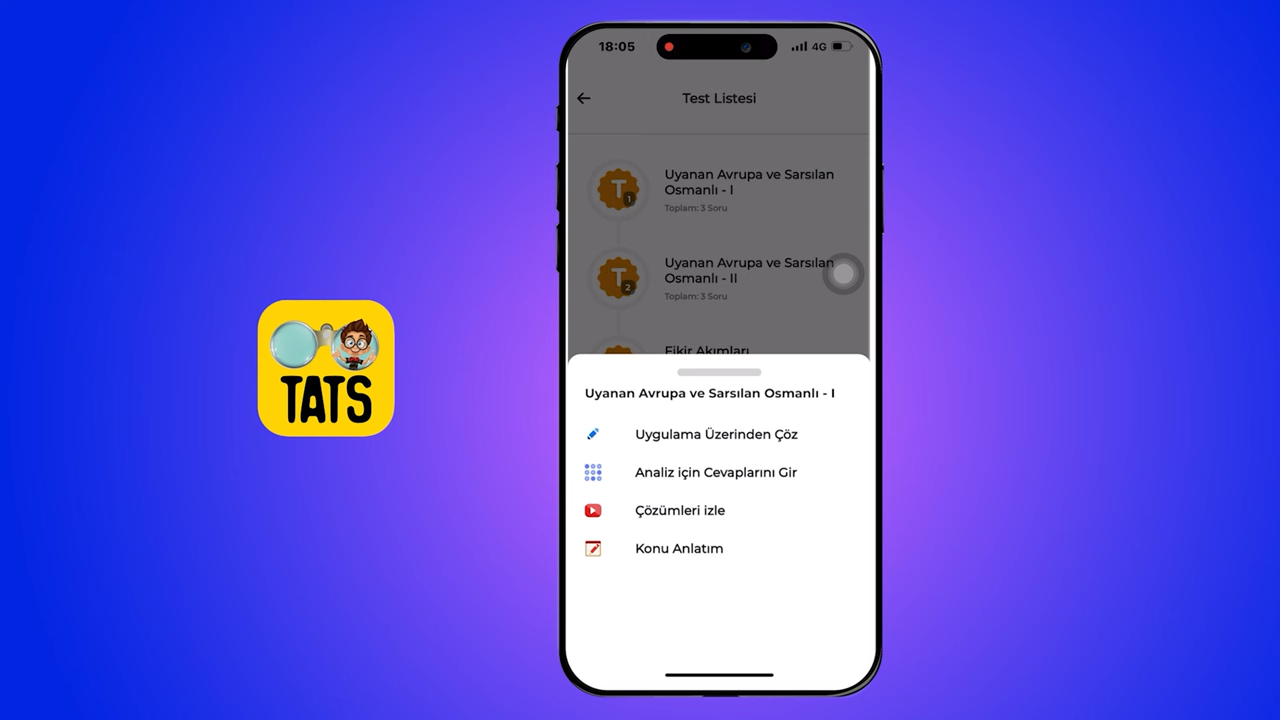 18:05
4G
Test Listesi
Uyanan Avrupa ve Sarsılan
Osmanlı - I
Toplam: 3 Soru
T
1
Uyanan Avrupa ve Sarsılan
Osmanlı - II
Toplam: 3 Soru
T
2
Fikir Akımları
Uyanan Avrupa ve Sarsılan Osmanlı - I
Uygulama Üzerinden Çöz
Analiz için Cevaplarını Gir
Çözümleri izle
Konu Anlatım
TATS